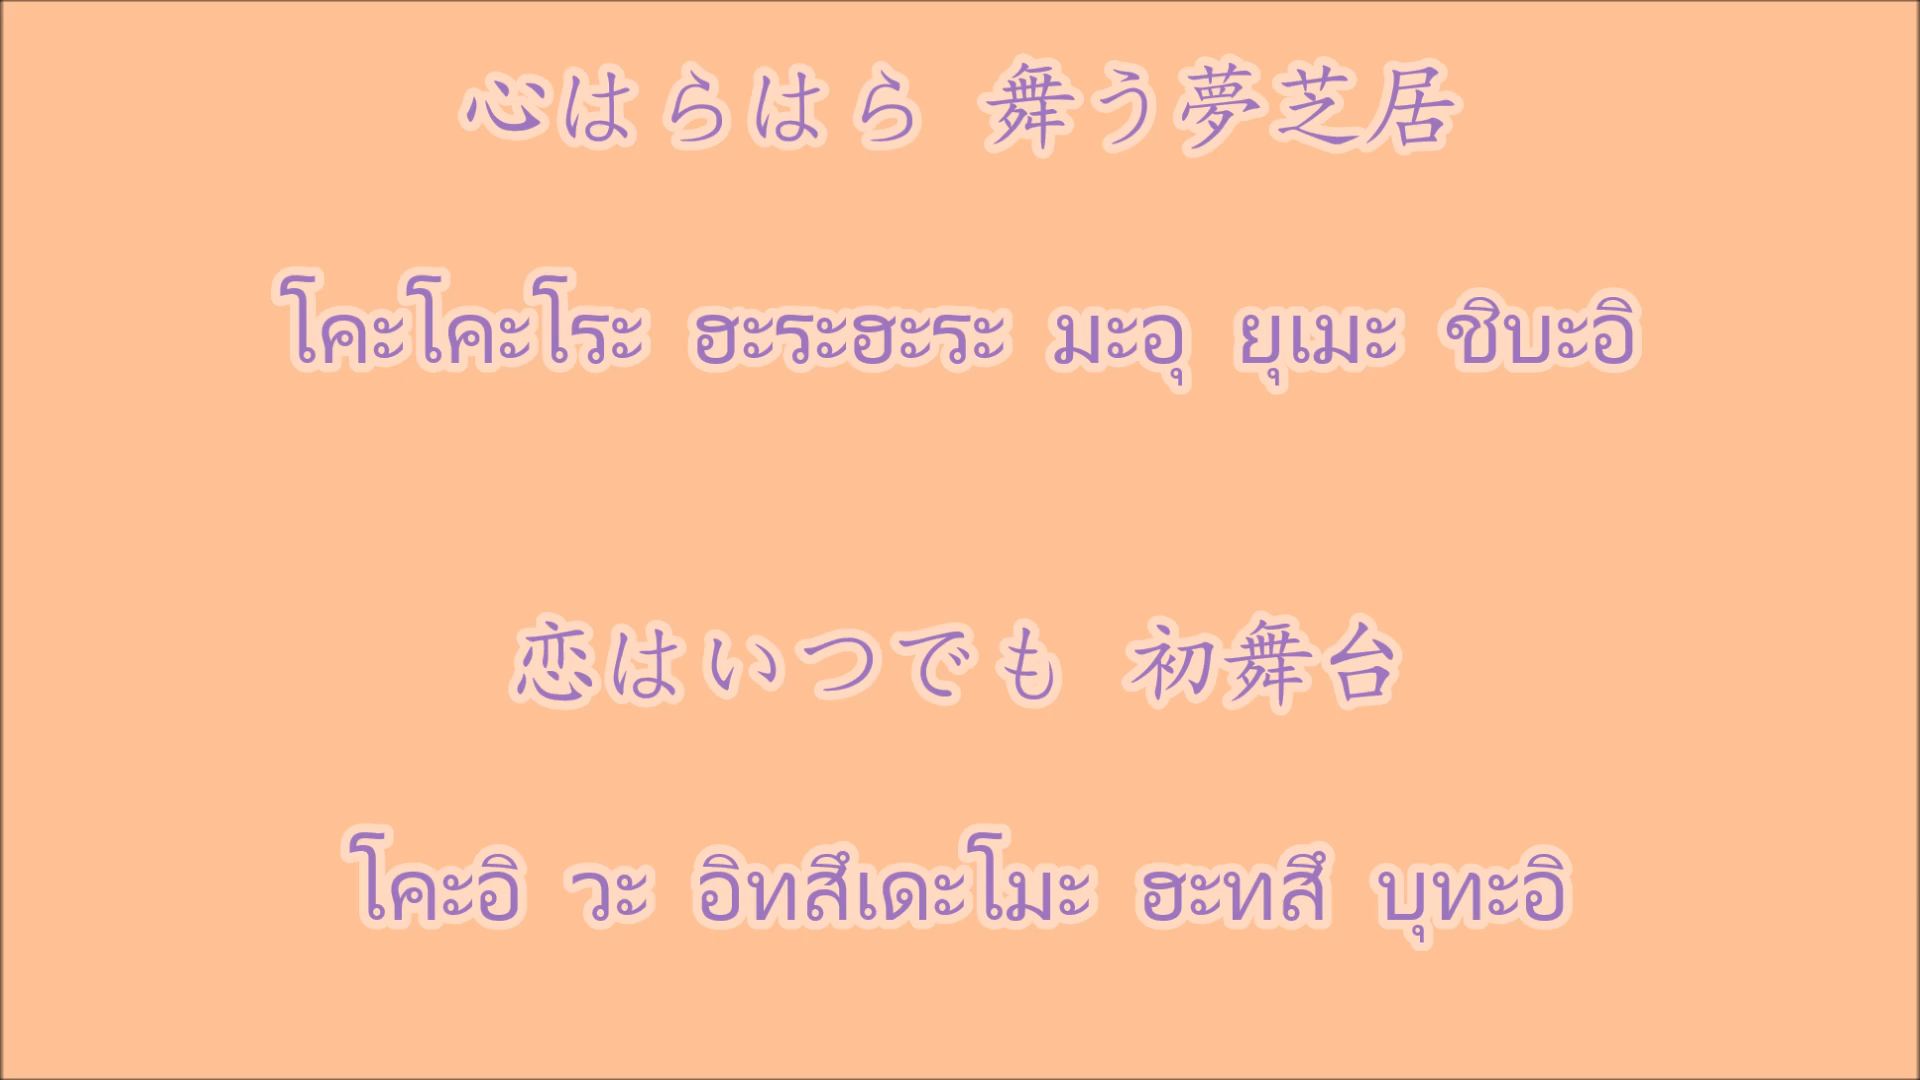 心はらはら 舞う夢芝居
โคะโคะโระ ฮะระฮะระ มะอุ ยุเมะ ชิบะอิ
恋はいつでも 初舞台
โคะอิ วะ อิทสึเดะโมะ ฮะทสึ บุทะอิ